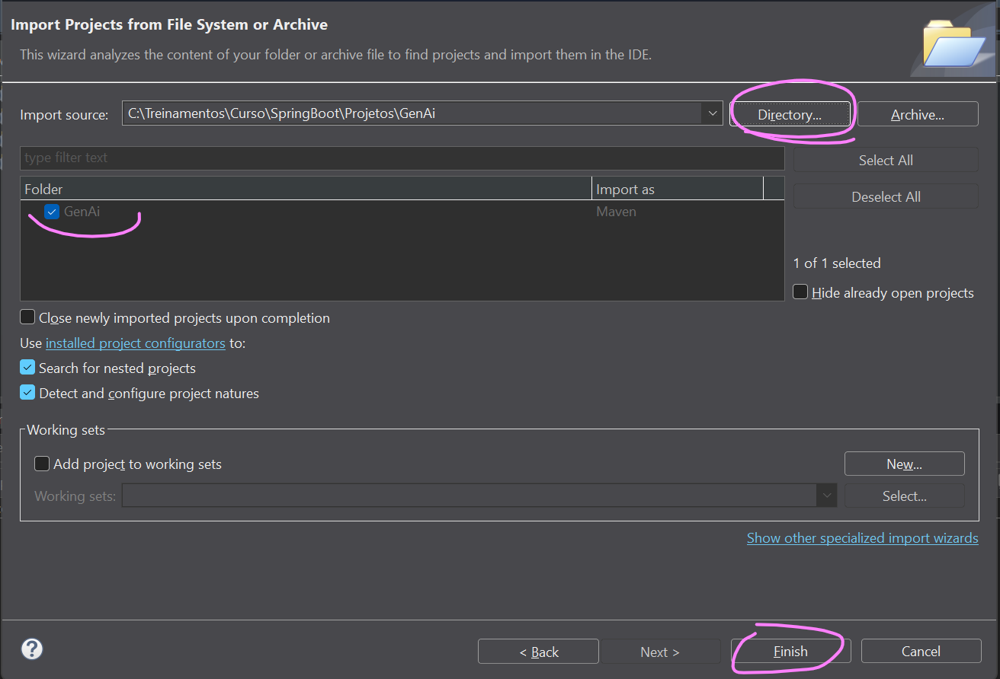 Import Projects from File System or Archive
This wizard analyzes the content of your folder or archive file to find projects and import them in the IDE.
Import source: C:\Treinamentos\Curso\SpringBoot\Projetos\GenAi Directory... Archive...
type filter text Select All
Folder Import as
Deselect All
GenAi Maven
1 of 1 selected
Hide already open projects
Close newly imported projects upon completion
Use installed project configurators to:
Search for nested projects
Detect and configure project natures
Working sets
Add project to working sets New...
Working sets: Select...
Show other specialized import wizards
? < Back Next > Finish Cancel